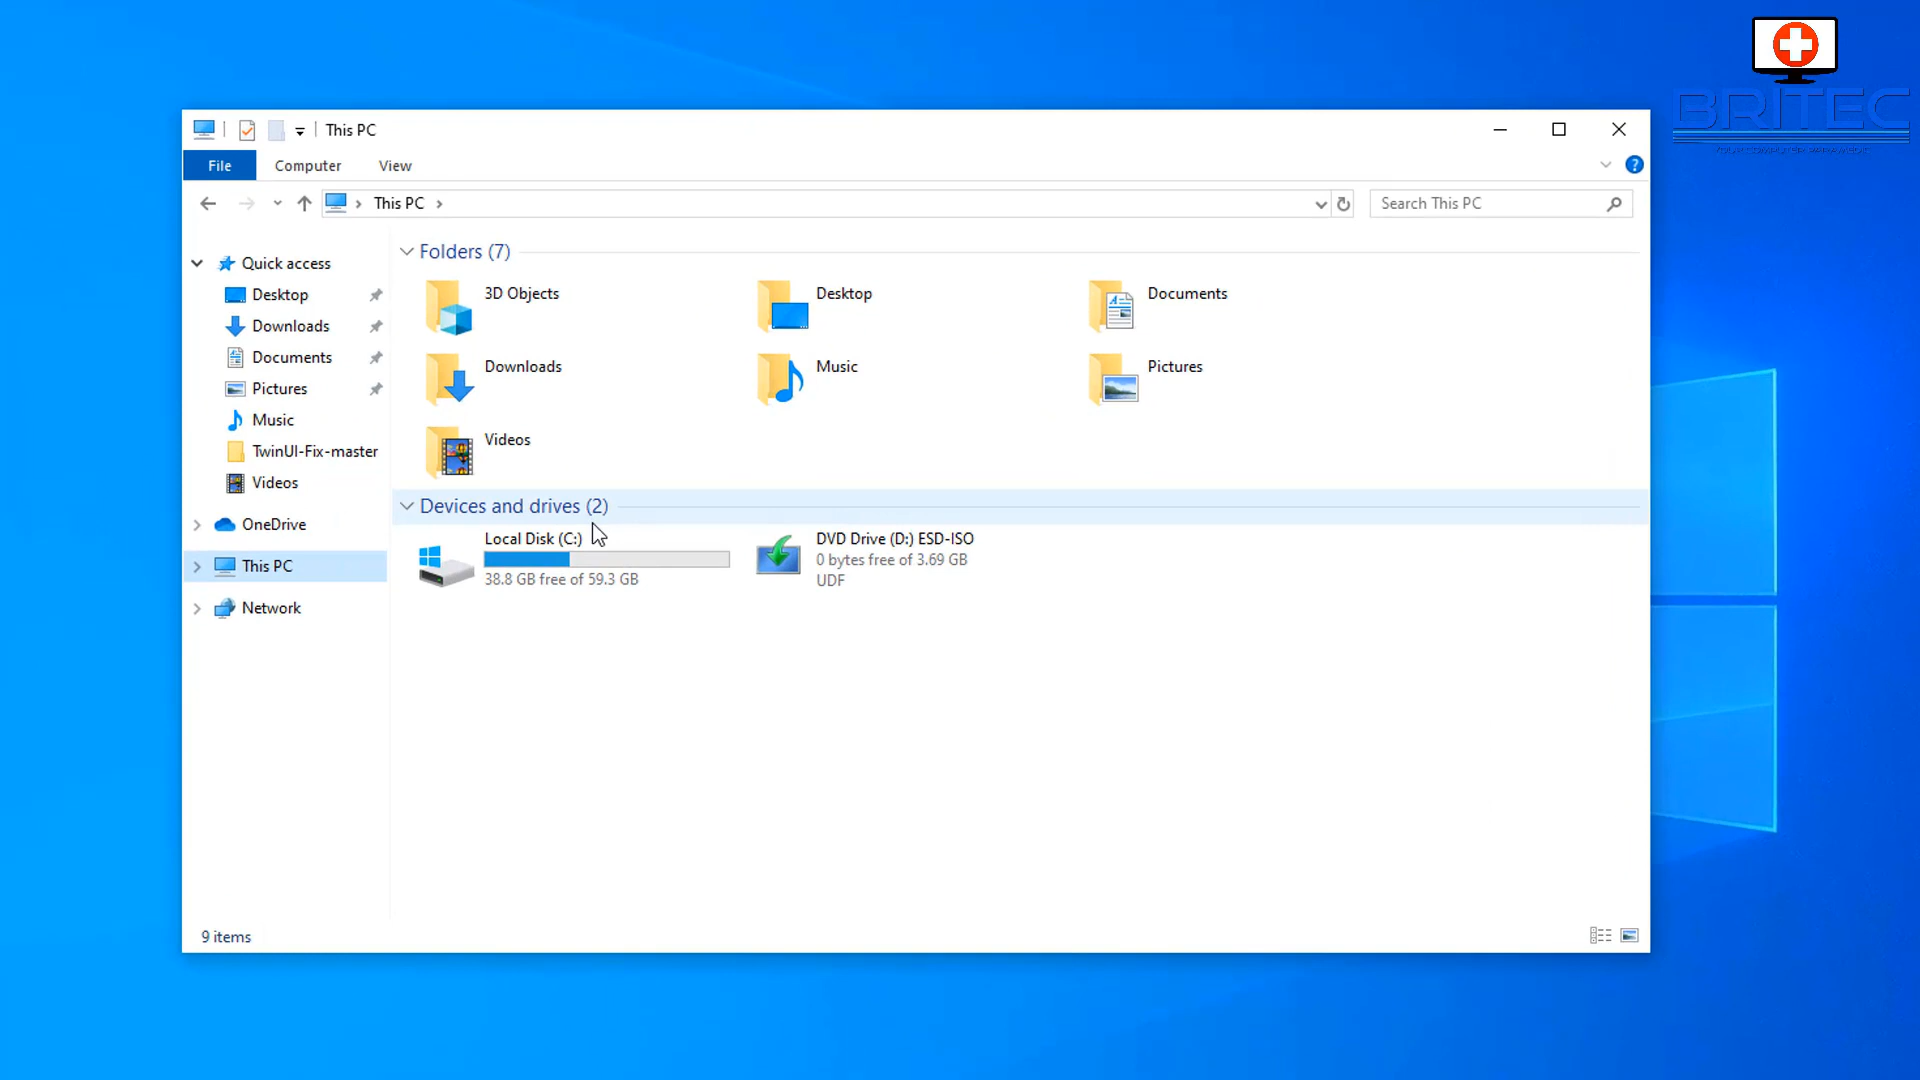 BRITEC
YOUR COMPUTER PARAMEDIC
This PC
File Computer View
This PC
Search This PC
Quick access
Desktop
Downloads
Documents
Pictures
Music
TwinUI-Fix-master
Videos
OneDrive
This PC
Network
Folders (7)
3D Objects
Desktop
Documents
Downloads
Music
Pictures
Videos
Devices and drives (2)
Local Disk (C:)
38.8 GB free of 59.3 GB
DVD Drive (D:) ESD-ISO
0 bytes free of 3.69 GB
UDF
9 items